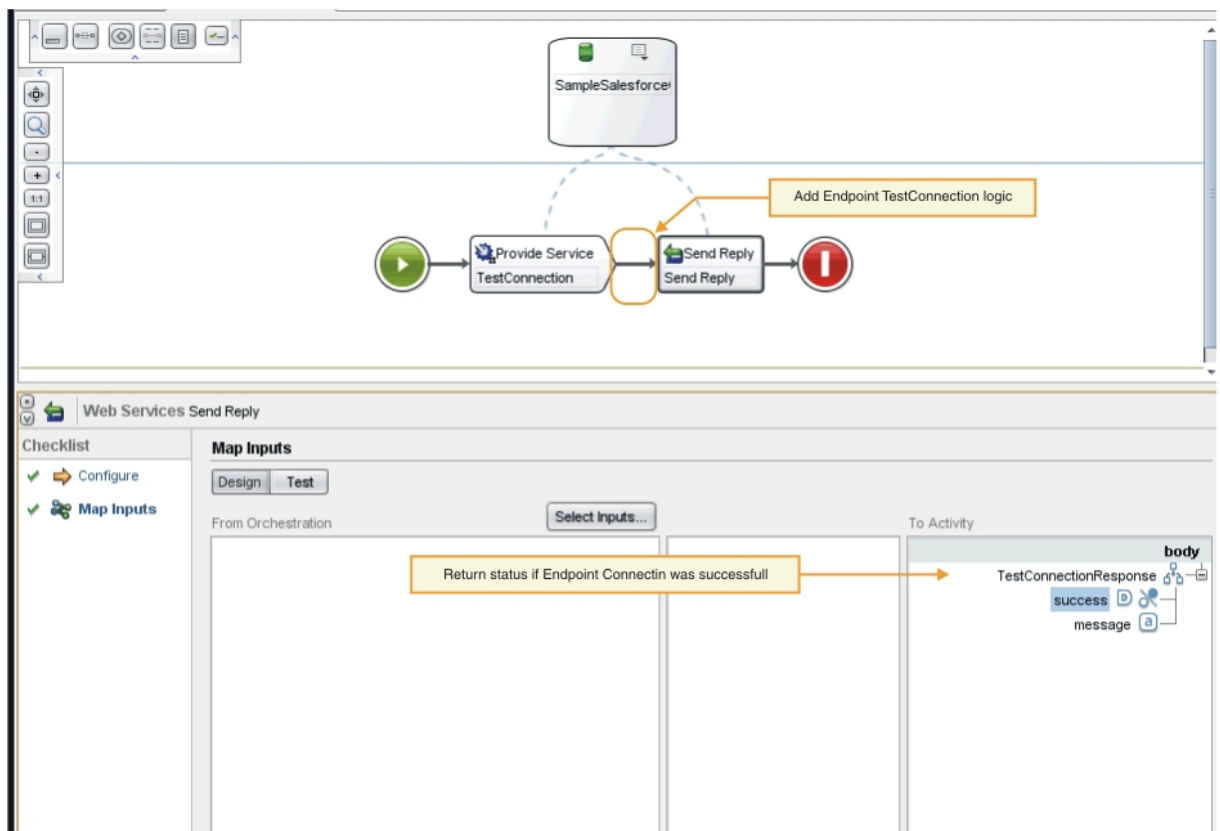 1:1
SampleSalesforce
Add Endpoint TestConnection logic
Provide Service
TestConnection
Send Reply
Send Reply
Web Services Send Reply
Checklist
Configure
Map Inputs
Map Inputs
Design Test
From Orchestration
Select Inputs...
To Activity
body
Return status if Endpoint Connectin was successfull
TestConnectionResponse
success D
message a